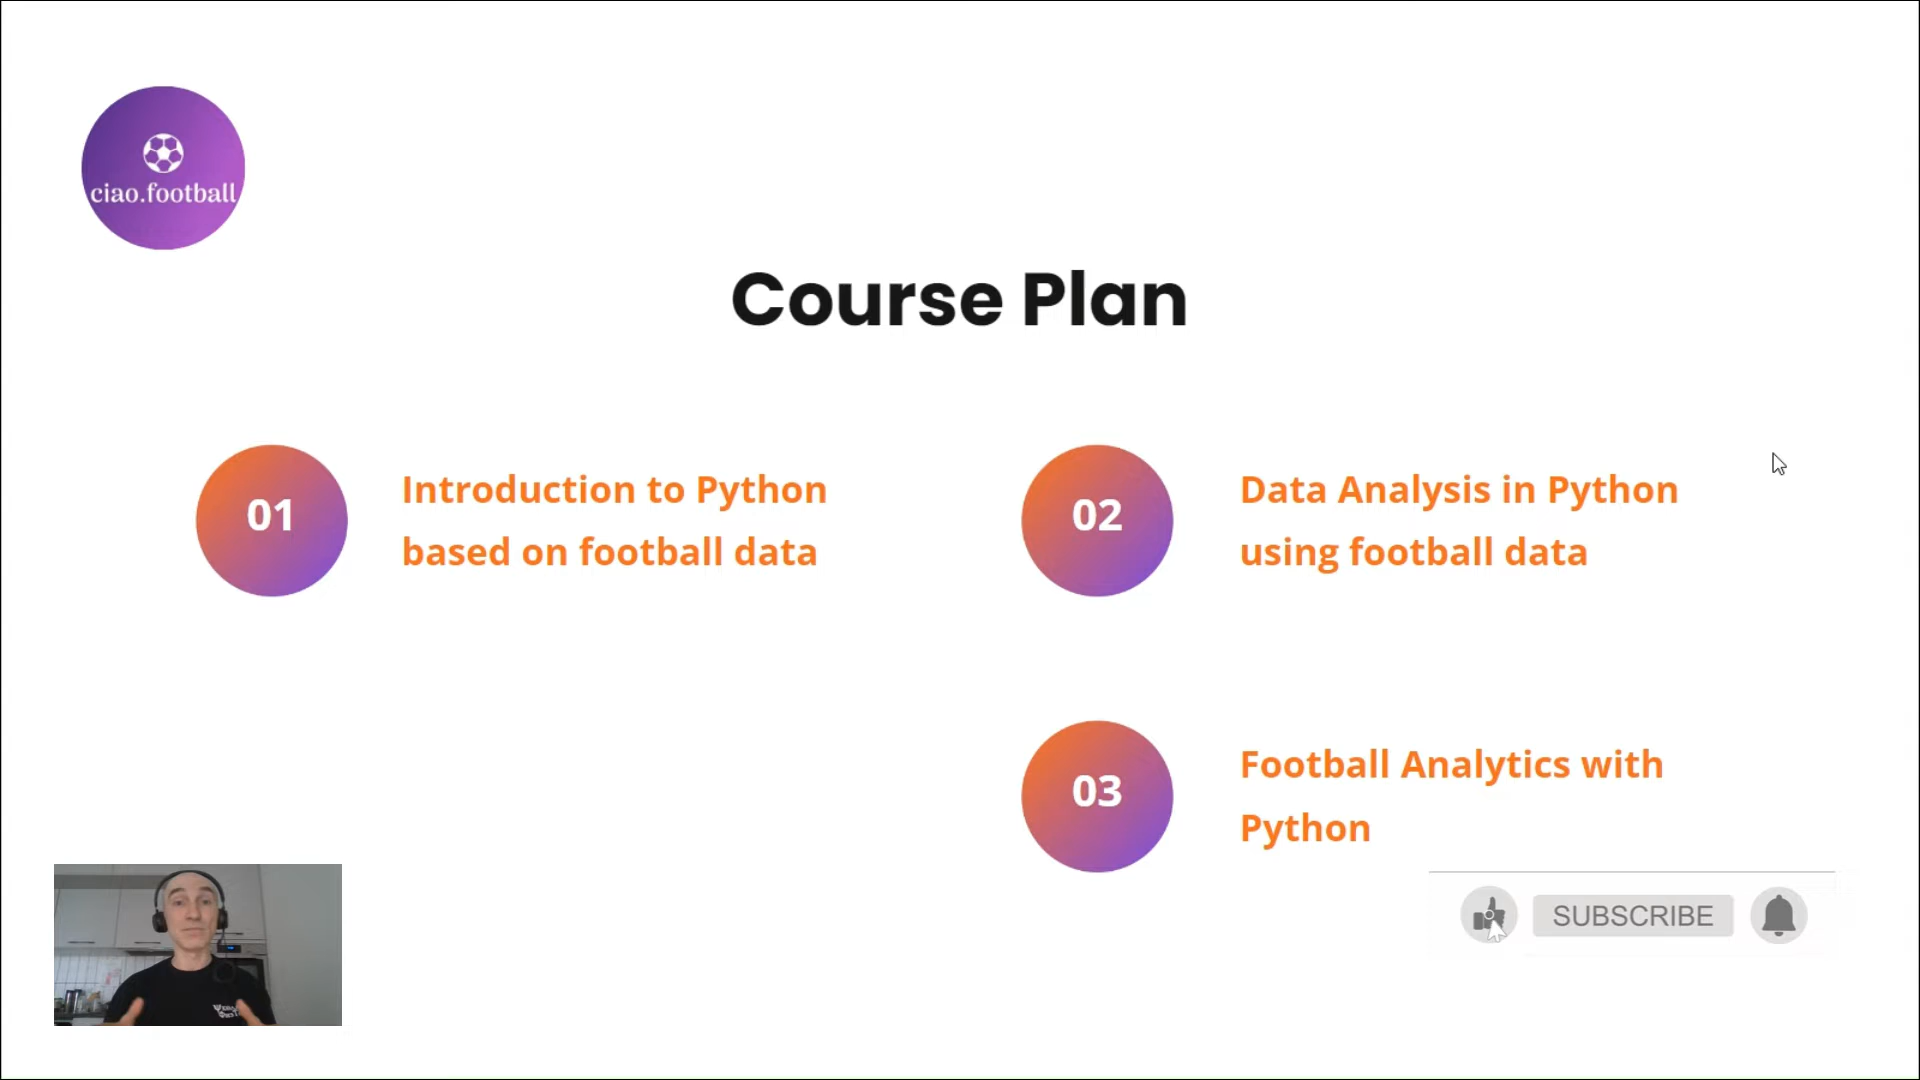 ciao.football
Course Plan
01
Introduction to Python
based on football data
02
Data Analysis in Python
using football data
03
Football Analytics with
Python
SUBSCRIBE